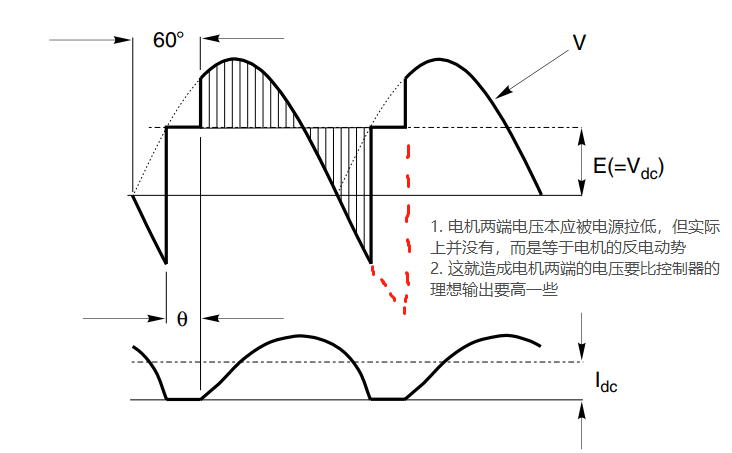 60°
V
E(=Vdc)
1. 电机两端电压本应被电源拉低，但实际
上并没有，而是等于电机的反电动势
2. 这就造成电机两端的电压要比控制器的
理想输出要高一些
θ
Idc